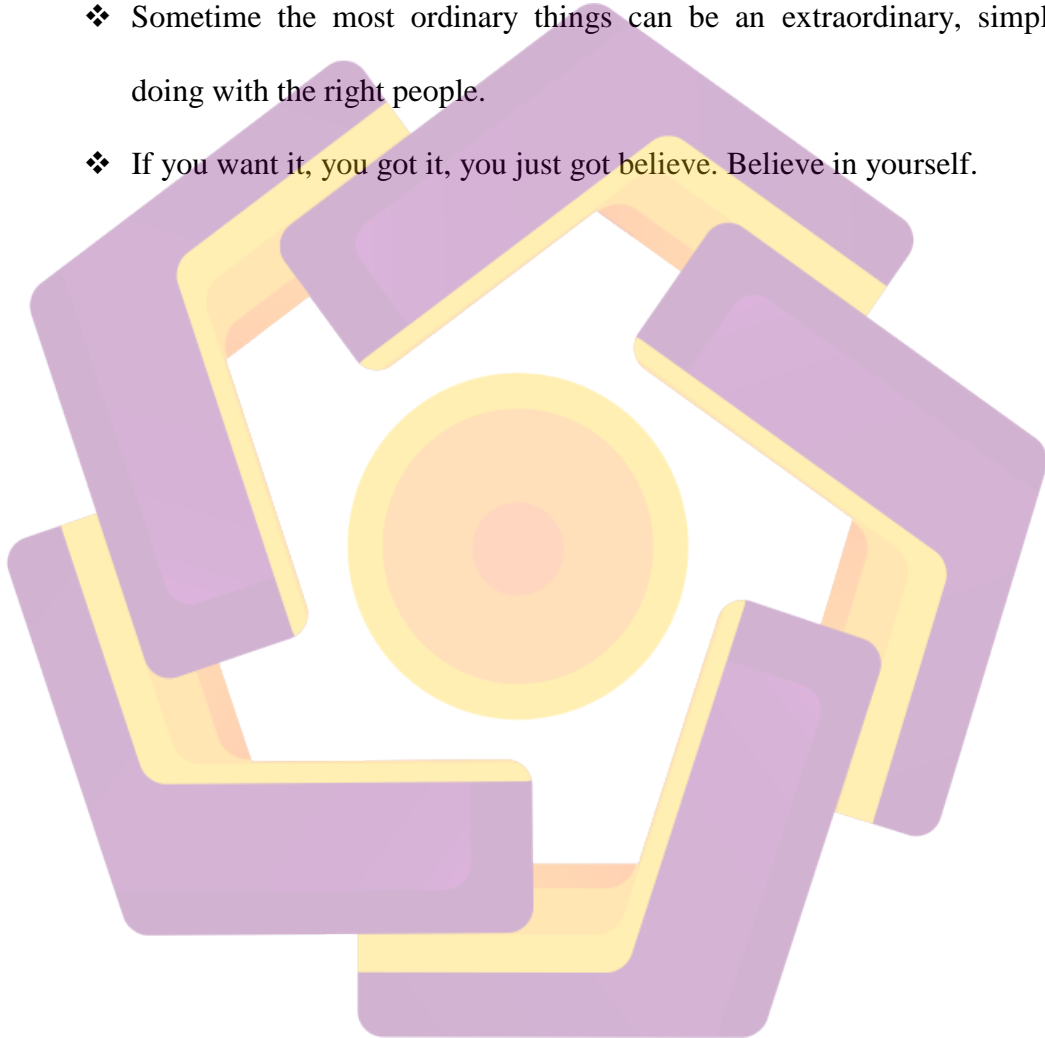 ❖ Sometime the most ordinary things can be an extraordinary, simpl
doing with the right people.
❖ If you want it, you got it, you just got believe. Believe in yourself.